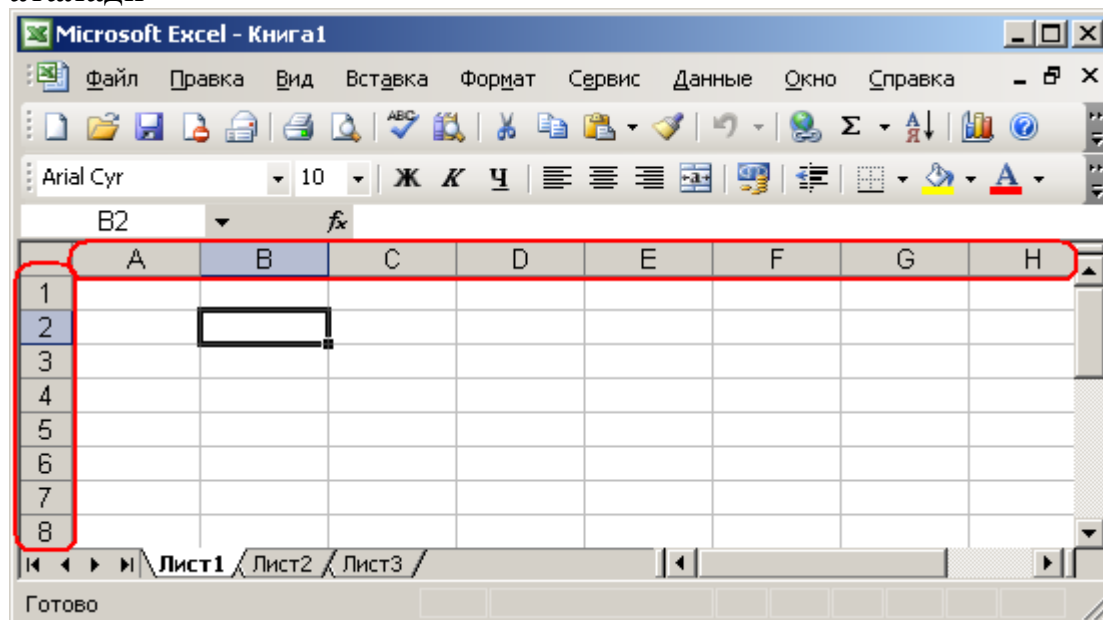 Microsoft Excel - Книга1
Файл Правка Вид Вставка Формат Сервис Данные Окно Справка
Arial Cyr 10 Ж К Ч
B2 fx
A B C D E F G H
1
2
3
4
5
6
7
8
Лист1 Лист2 Лист3
Готово